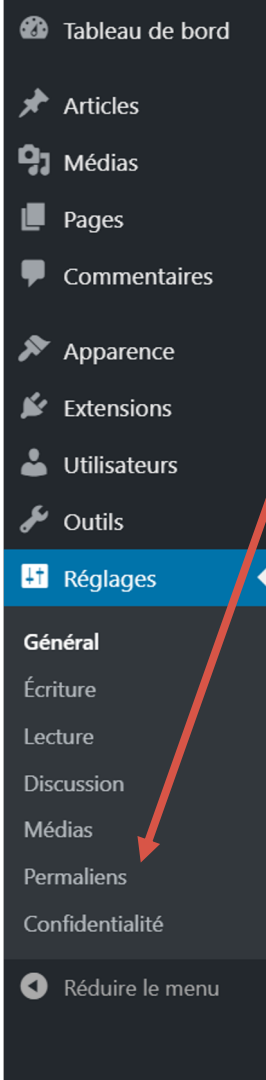 Tableau de bord
Articles
Médias
Pages
Commentaires
Apparence
Extensions
Utilisateurs
Outils
Réglages
Général
Écriture
Lecture
Discussion
Médias
Permaliens
Confidentialité
Réduire le menu